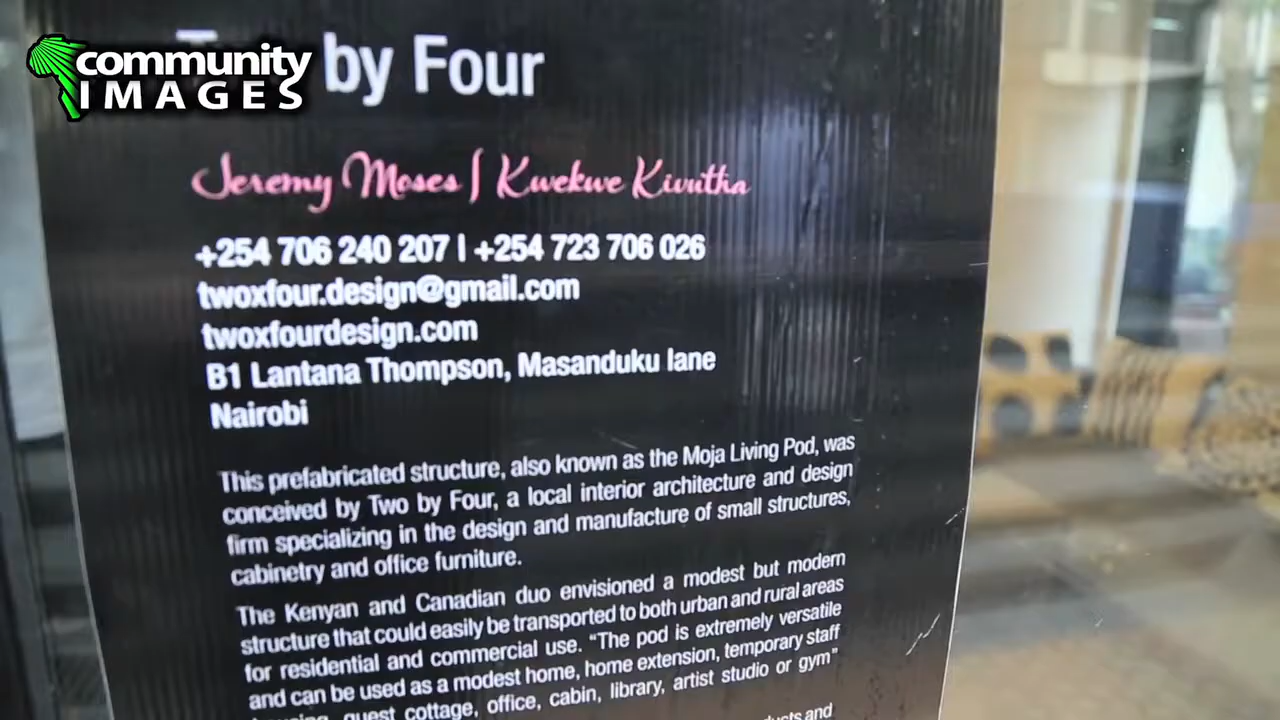 community
IMAGES
by Four
Jeremy Moses | Kwekwe Kivutha
+254 706 240 207 | +254 723 706 026
twoxfour.design@gmail.com
twoxfourdesign.com
B1 Lantana Thompson, Masanduku lane
Nairobi
This prefabricated structure, also known as the Moja Living Pod, was
conceived by Two by Four, a local interior architecture and design
firm specializing in the design and manufacture of small structures,
cabinetry and office furniture.
The Kenyan and Canadian duo envisioned a modest but modern
structure that could easily be transported to both urban and rural areas
for residential and commercial use. “The pod is extremely versatile
and can be used as a modest home, home extension, temporary staff
guest cottage, office, cabin, library, artist studio or gym”
and